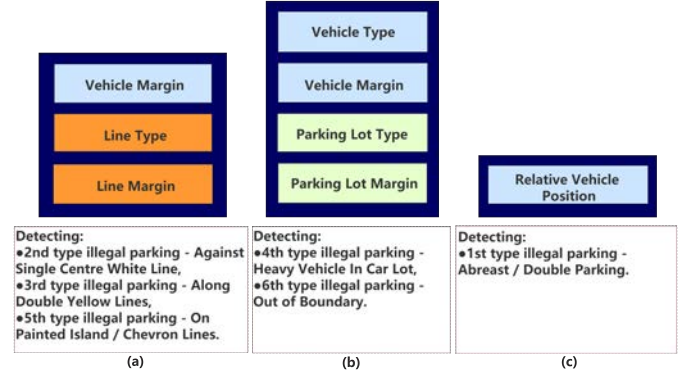 Vehicle Margin
Line Type
Line Margin
Detecting:
●2nd type illegal parking - Against
Single Centre White Line,
●3rd type illegal parking - Along
Double Yellow Lines,
●5th type illegal parking - On
Painted Island / Chevron Lines.
(a)
Vehicle Type
Vehicle Margin
Parking Lot Type
Parking Lot Margin
Detecting:
●4th type illegal parking -
Heavy Vehicle In Car Lot,
●6th type illegal parking -
Out of Boundary.
(b)
Relative Vehicle
Position
Detecting:
●1st type illegal parking -
Abreast / Double Parking.
(c)